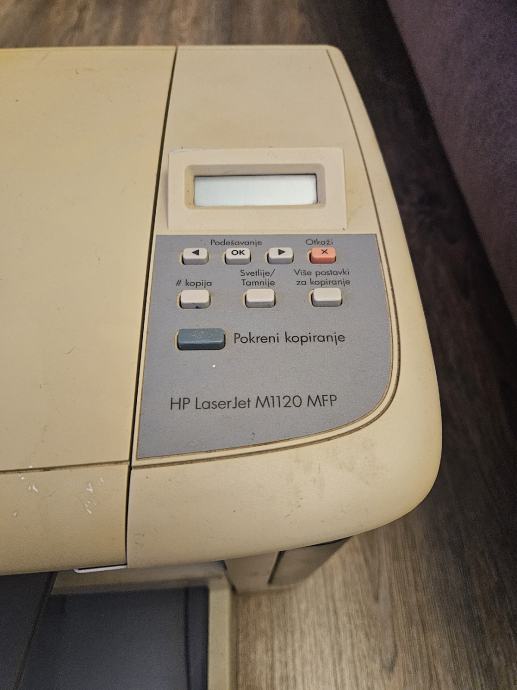 Podešavanje Otkaži
OK
# kopija
Svetlije/
Tamnije
Više postavki
za kopiranje
Pokreni kopiranje
HP LaserJet M1120 MFP